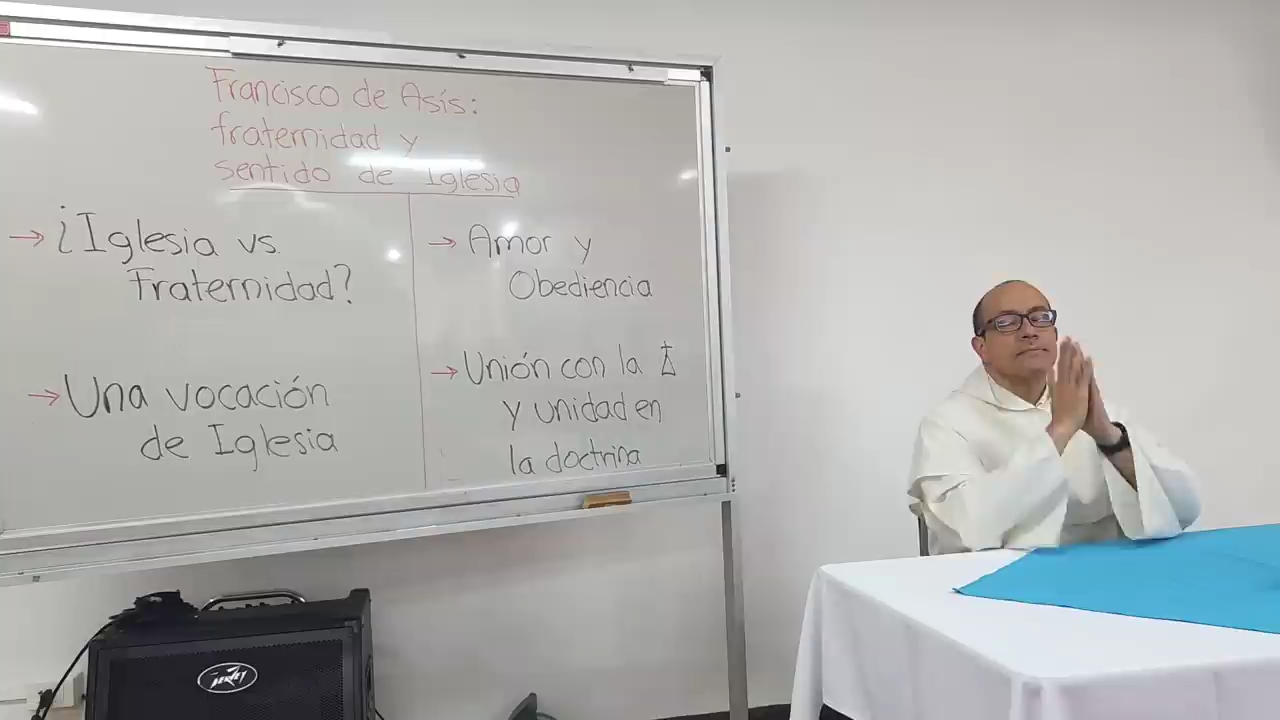 Francisco de Asís:
fraternidad y
sentido de Iglesia
→ ¿Iglesia vs.
Fraternidad?
→ Una vocación
de Iglesia
→ Amor y
Obediencia
→ Unión con la
y unidad en
la doctrina
PEAVEY